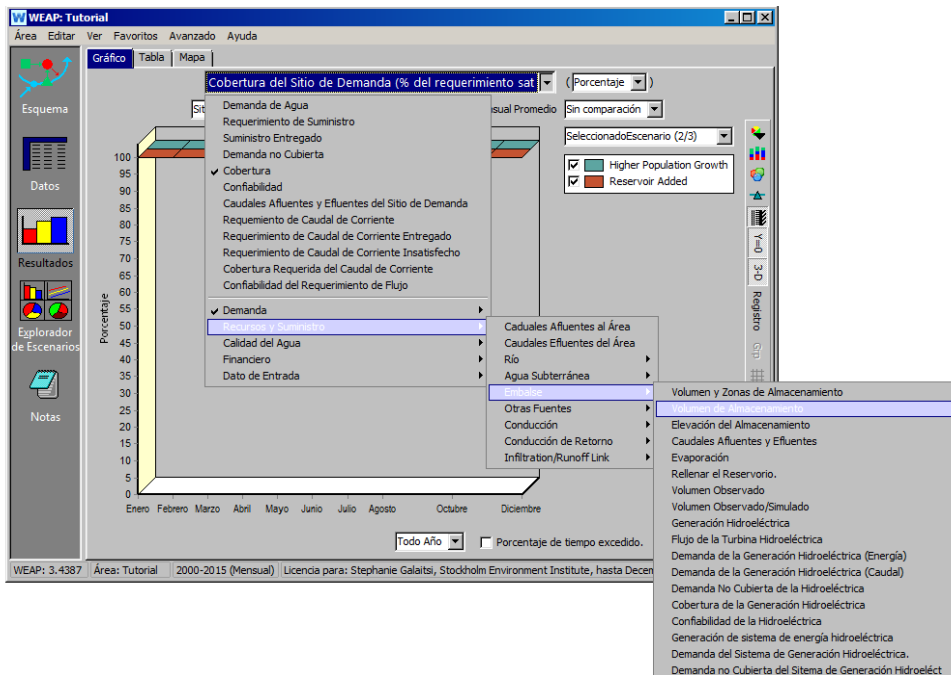 WEAP: Tutorial
Área Editar Ver Favoritos Avanzado Ayuda
Gráfico Tabla Mapa
Cobertura del Sitio de Demanda (% del requerimiento sat
( Porcentaje )
Sit
sual Promedio
Sin comparación
SeleccionadoEscenario (2/3)
Higher Population Growth
Reservoir Added
Esquema
Datos
Resultados
Explorador
de Escenarios
Notas
Demanda de Agua
Requerimiento de Suministro
Suministro Entregado
Demanda no Cubierta
Cobertura
Confiabilidad
Caudales Afluentes y Efluentes del Sitio de Demanda
Requemiento de Caudal de Corriente
Requerimiento de Caudal de Corriente Entregado
Requerimiento de Caudal de Corriente Insatisfecho
Cobertura Requerida del Caudal de Corriente
Confiabilidad del Requerimiento de Flujo
Demanda
Recursos y Suministro
Calidad del Agua
Financiero
Dato de Entrada
Caduales Afluentes al Área
Caudales Efluentes del Área
Río
Agua Subterránea
Embalse
Otras Fuentes
Conducción
Conducción de Retorno
Infiltration/Runoff Link
Volumen y Zonas de Almacenamiento
Volumen de Almacenamiento
Elevación del Almacenamiento
Caudales Afluentes y Efluentes
Evaporación
Rellenar el Reservorio.
Volumen Observado
Volumen Observado/Simulado
Generación Hidroeléctrica
Flujo de la Turbina Hidroeléctrica
Demanda de la Generación Hidroeléctrica (Energía)
Demanda de la Generación Hidroeléctrica (Caudal)
Demanda No Cubierta de la Hidroeléctrica
Cobertura de la Generación Hidroeléctrica
Confiabilidad de la Hidroeléctrica
Generación de sistema de energía hidroeléctrica
Demanda del Sistema de Generación Hidroeléctrica.
Demanda no Cubierta del Sitema de Generación Hidroeléct
Y=0
3-D
Registro
Grp
Porcentaje
100
95
90
85
80
75
70
65
60
55
50
45
40
35
30
25
20
15
10
5
0
Enero Febrero Marzo Abril Mayo Junio Julio Agosto Octubre Diciembre
Todo Año
Porcentaje de tiempo excedido.
WEAP: 3.4387 Área: Tutorial 2000-2015 (Mensual) Licencia para: Stephanie Galaitsi, Stockholm Environment Institute, hasta Decem